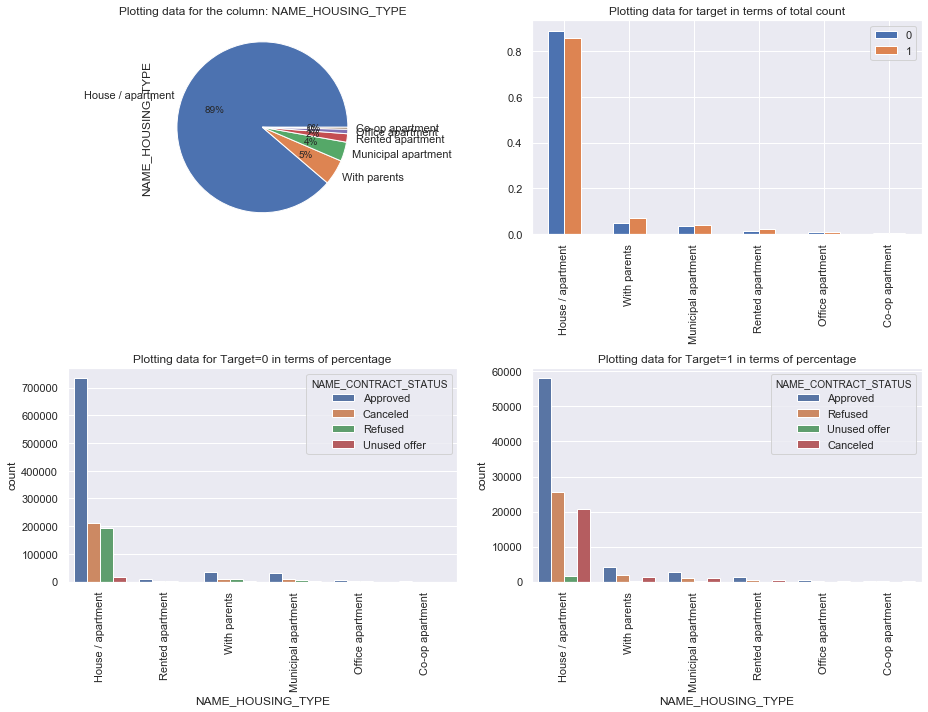 Plotting data for the column: NAME_HOUSING_TYPE
NAME_HOUSING_TYPE
House / apartment
89%
Co-op apartment
Office apartment
Rented apartment
Municipal apartment
4%
5%
With parents
Plotting data for target in terms of total count
0
1
0.8
0.6
0.4
0.2
0.0
House / apartment
With parents
Municipal apartment
Rented apartment
Office apartment
Co-op apartment
Plotting data for Target=0 in terms of percentage
NAME_CONTRACT_STATUS
Approved
Canceled
Refused
Unused offer
700000
600000
500000
400000
300000
200000
100000
0
count
House / apartment
Rented apartment
With parents
Municipal apartment
Office apartment
Co-op apartment
NAME_HOUSING_TYPE
Plotting data for Target=1 in terms of percentage
NAME_CONTRACT_STATUS
Approved
Refused
Unused offer
Canceled
60000
50000
40000
30000
20000
10000
0
count
House / apartment
With parents
Municipal apartment
Rented apartment
Office apartment
Co-op apartment
NAME_HOUSING_TYPE